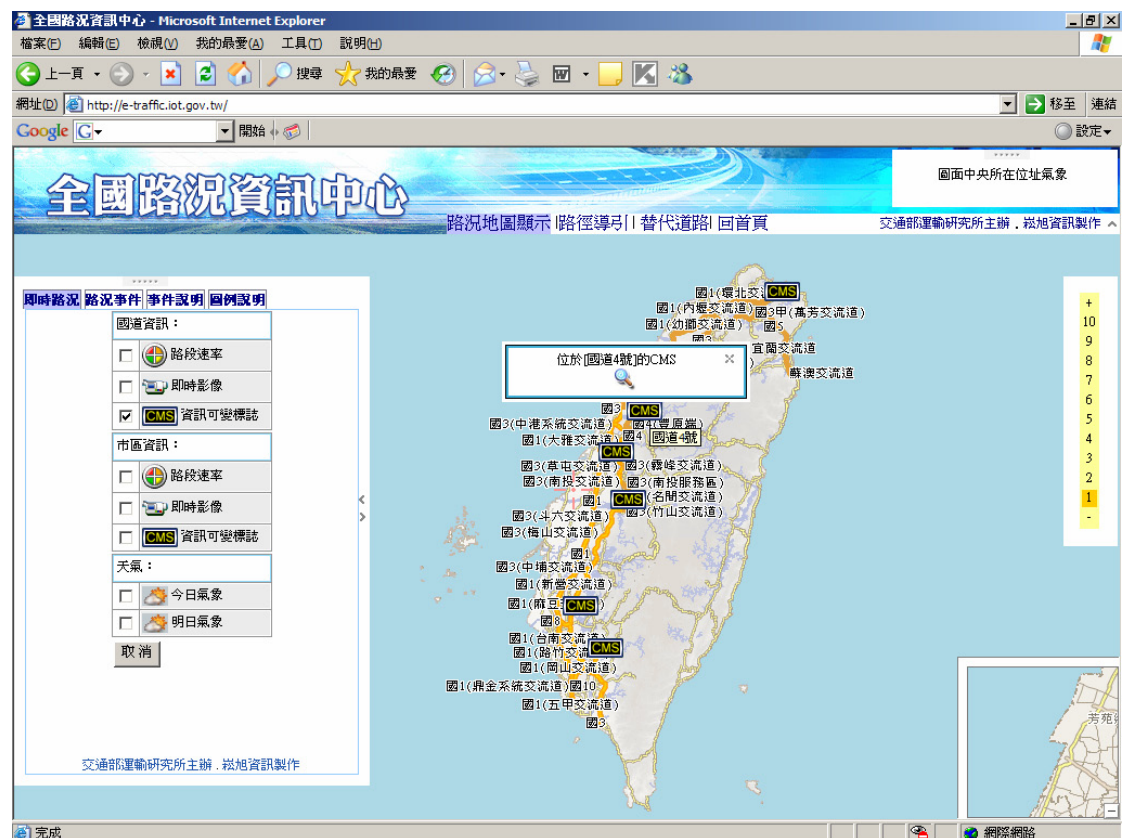 全國路況資訊中心 - Microsoft Internet Explorer
檔案(F) 編輯(E) 檢視(V) 我的最愛(A) 工具(T) 說明(H)
上一頁 搜尋 我的最愛
網址(D) http://e-traffic.iot.gov.tw/ 移至 連結
Google G 開始 設定
全國路況資訊中心
圖面中央所在位址氣象
路況地圖顯示 |路徑導引| 替代道路| 回首頁
交通部運輸研究所主辦 . 崧旭資訊製作
即時路況 路況事件 事件說明 圖例說明
國道資訊：
路段速率
即時影像
CMS 資訊可變標誌
市區資訊：
路段速率
即時影像
CMS 資訊可變標誌
天氣：
今日氣象
明日氣象
取 消
交通部運輸研究所主辦 . 崧旭資訊製作
國1(環北交 CMS
國1(內壢交流道) 國3甲(萬芳交流道)
國1(幼獅交流道) 國5
國3
宜蘭交流道
蘇澳交流道
位於[國道4號]的CMS ×
國3 CMS
國3(中港系統交流道) 國4(豐原端)
國1(大雅交流道) 國4 國道4號
CMS
國3(草屯交流道) 國3(霧峰交流道)
國3(南投交流道) 國3(南投服務區)
國1 CMS (名間交流道)
國3(斗六交流道) 國3(竹山交流道)
國3(梅山交流道)
國1
國3(中埔交流道)
國1(新營交流道)
國1(麻豆 CMS )
國8
國1(台南交流道)
國1(路竹交流 CMS
國1(岡山交流道)
國1(鼎金系統交流道) 國10
國1(五甲交流道)
國3
+
10
9
8
7
6
5
4
3
2
1
-
芳苑
完成 網際網路